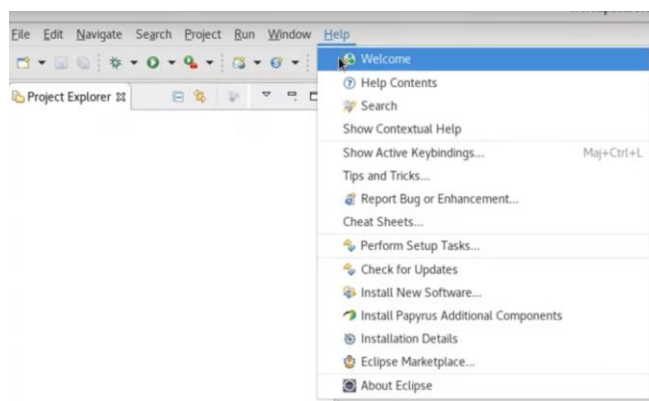 File Edit Navigate Search Project Run Window Help
Project Explorer
Welcome
Help Contents
Search
Show Contextual Help
Show Active Keybindings... Maj+Ctrl+L
Tips and Tricks...
Report Bug or Enhancement...
Cheat Sheets...
Perform Setup Tasks...
Check for Updates
Install New Software...
Install Papyrus Additional Components
Installation Details
Eclipse Marketplace...
About Eclipse